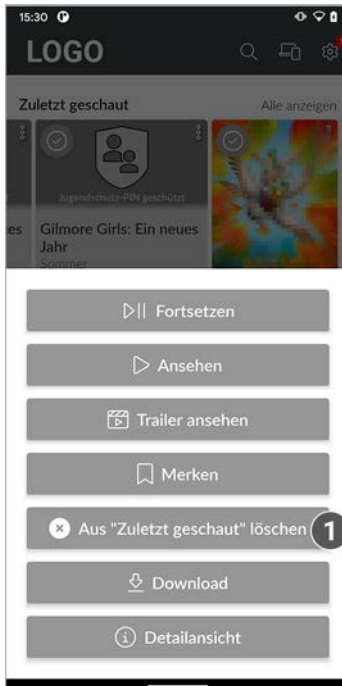 15:30
LOGO
Zuletzt geschaut Alle anzeigen
Jugendschutz-PIN geschützt
es Gilmore Girls: Ein neues
Jahr
Sommer
Fortsetzen
Ansehen
Trailer ansehen
Merken
Aus "Zuletzt geschaut" löschen 1
Download
Detailansicht